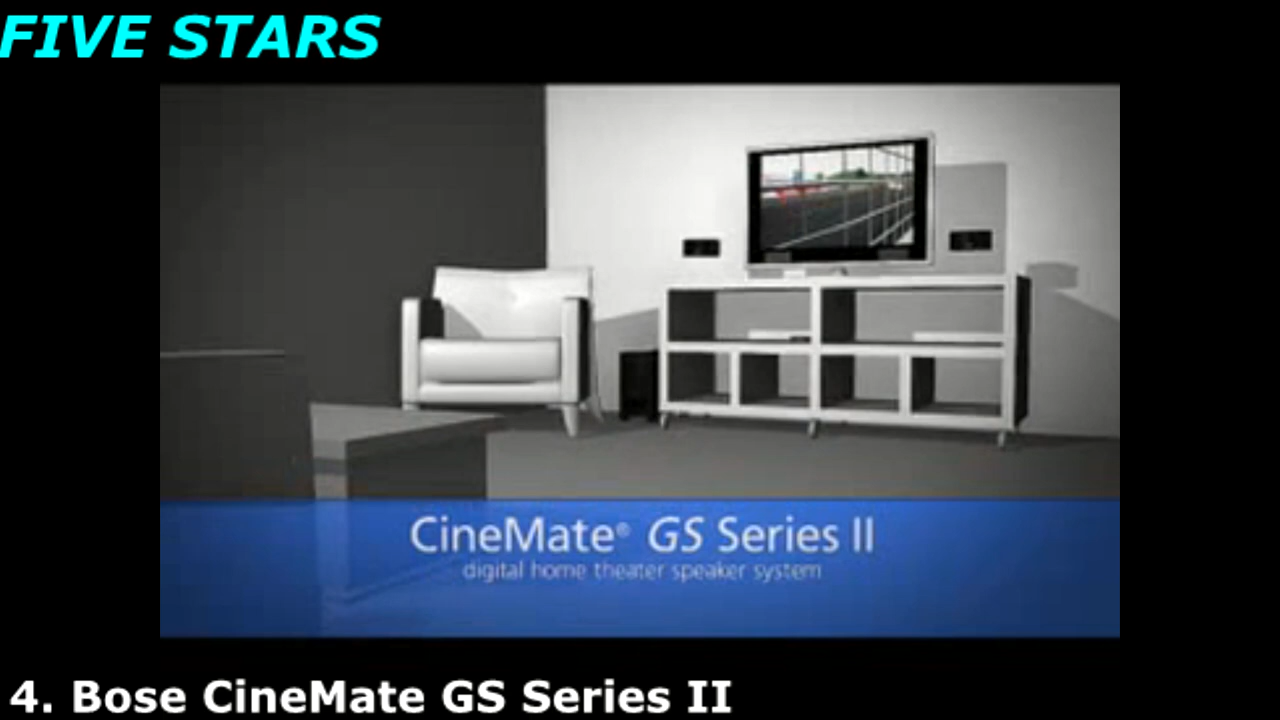 FIVE STARS
CineMate® GS Series II
digital home theater speaker system
4. Bose CineMate GS Series II